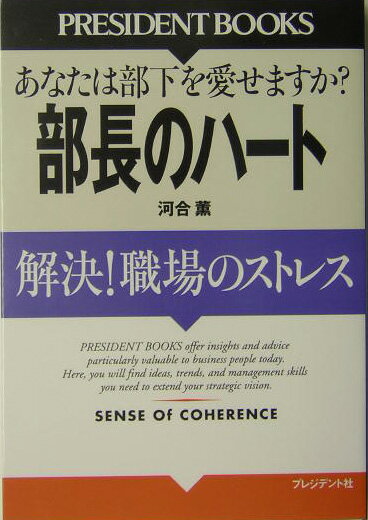 PRESIDENT BOOKS
あなたは部下を愛せますか?
部長のハート
河合 薫
解決!職場のストレス
PRESIDENT BOOKS offer insights and advice
particularly valuable to business people today.
Here, you will find ideas, trends, and management skills
you need to extend your strategic vision.
SENSE OF COHERENCE
プレジデント社